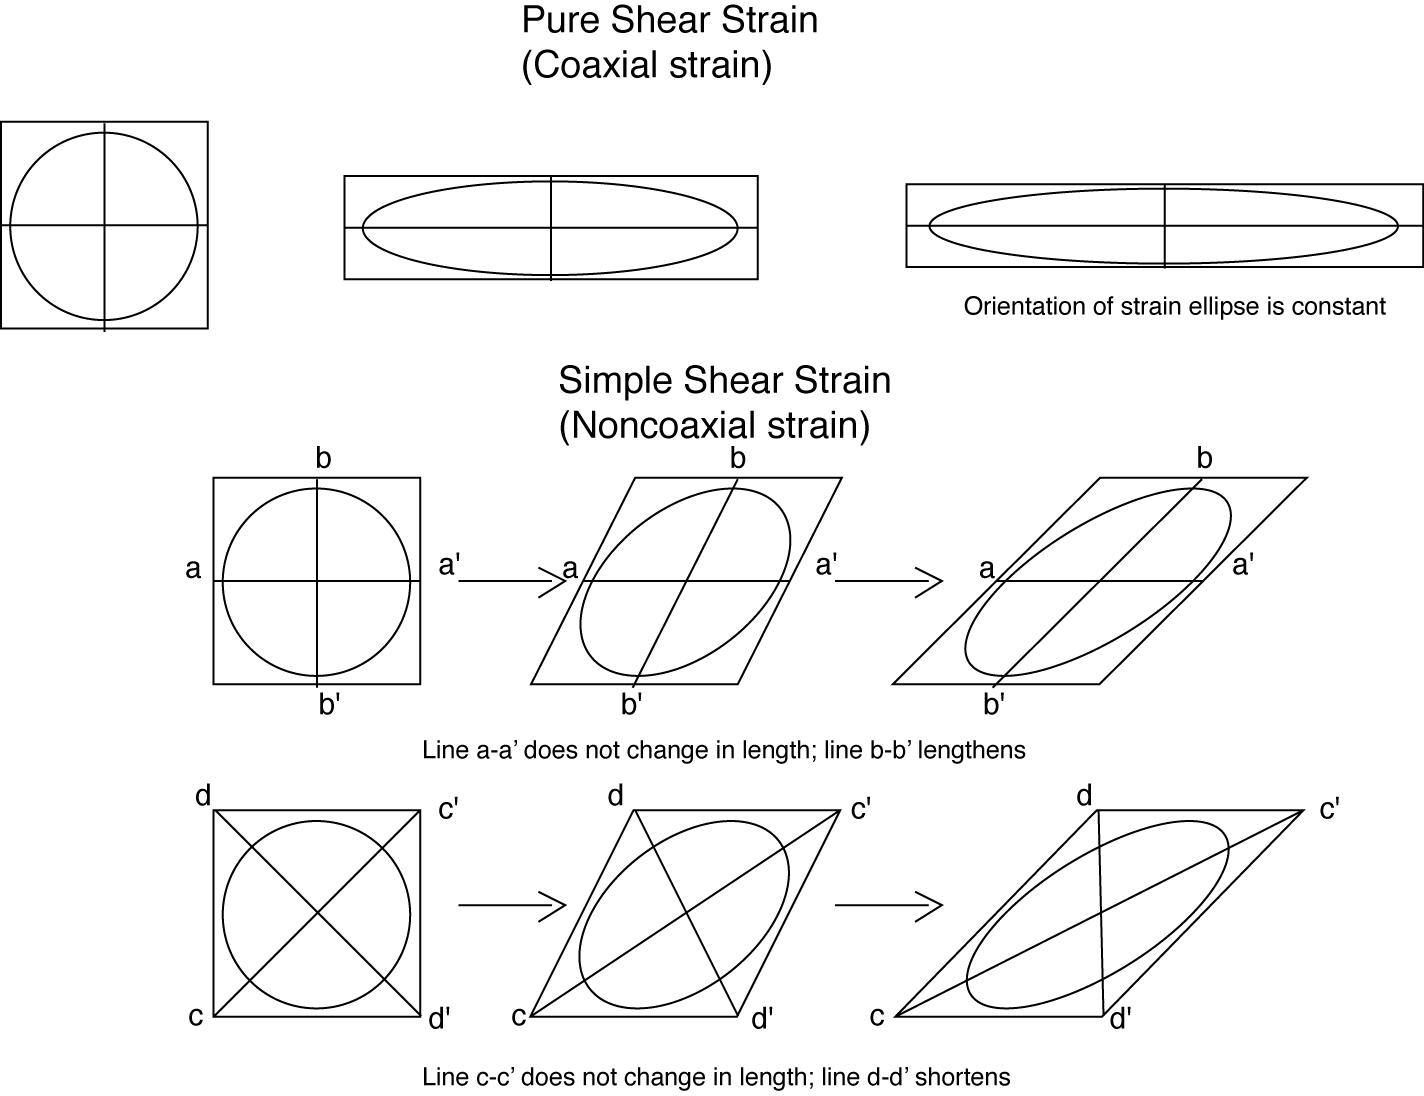 Pure Shear Strain
(Coaxial strain)
Orientation of strain ellipse is constant
Simple Shear Strain
(Noncoaxial strain)
b b b
a a' a a' a a'
b' b' b'
Line a-a’ does not change in length; line b-b’ lengthens
d c' d c' d c'
c d' c d' c d'
Line c-c’ does not change in length; line d-d’ shortens